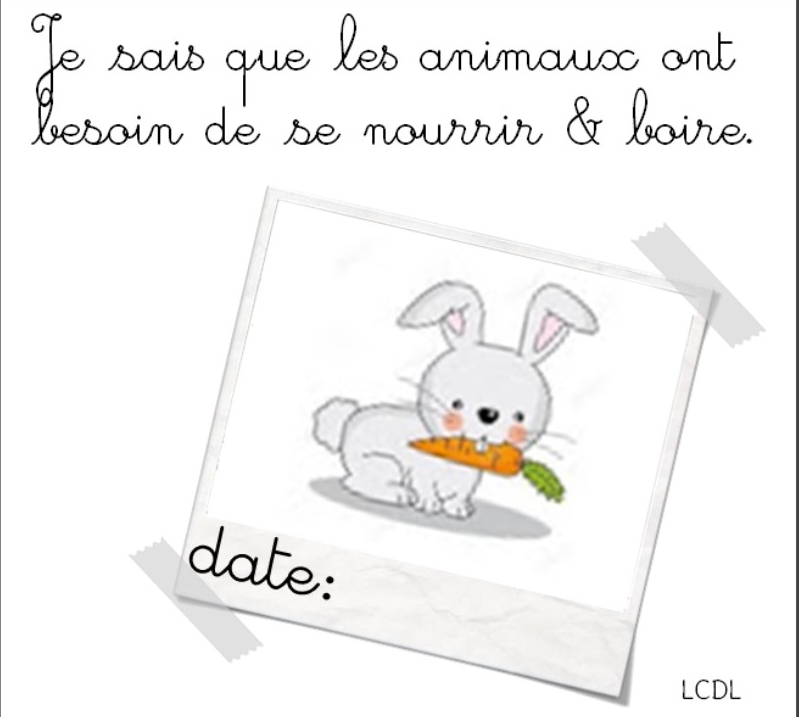 Je sais que les animaux ont
besoin de se nourrir & boire.
date:
LCDL